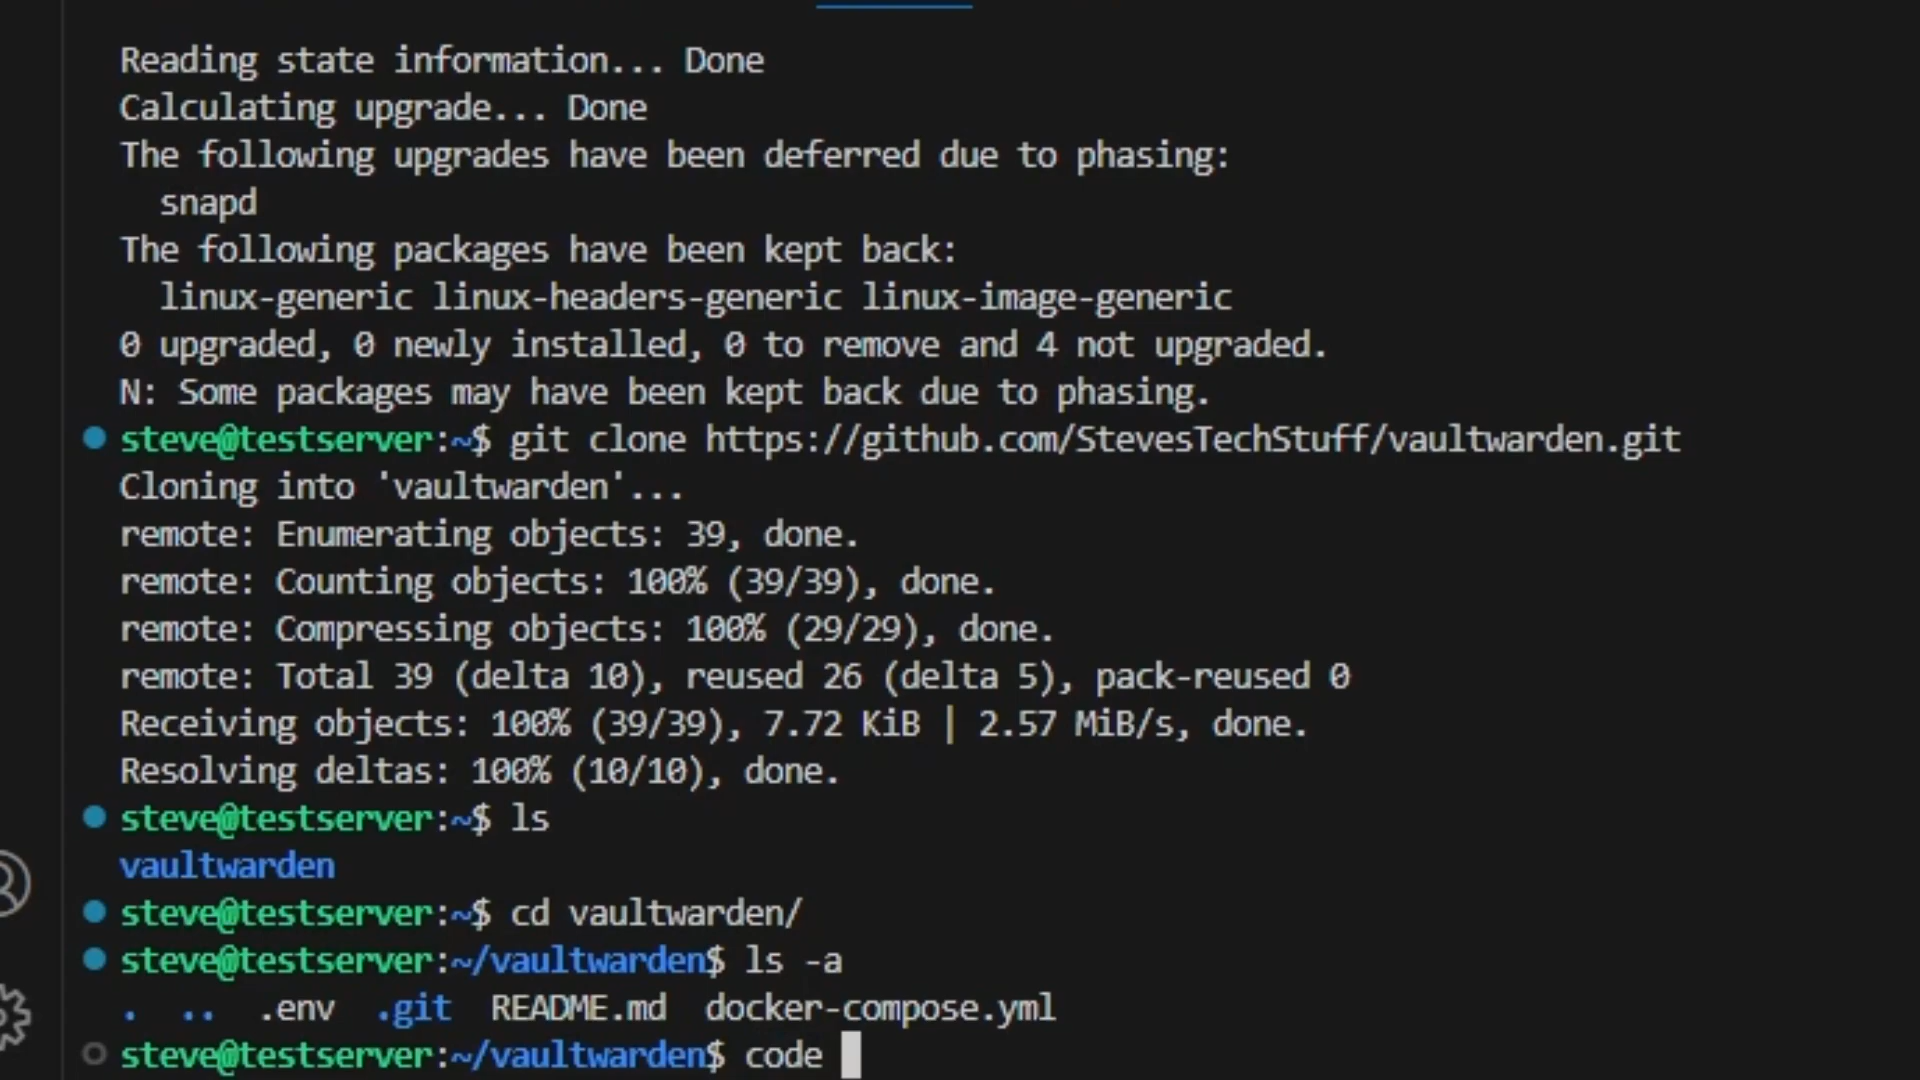 Reading state information... Done
Calculating upgrade... Done
The following upgrades have been deferred due to phasing:
  snapd
The following packages have been kept back:
  linux-generic linux-headers-generic linux-image-generic
0 upgraded, 0 newly installed, 0 to remove and 4 not upgraded.
N: Some packages may have been kept back due to phasing.
steve@testserver:~$ git clone https://github.com/StevesTechStuff/vaultwarden.git
Cloning into 'vaultwarden'...
remote: Enumerating objects: 39, done.
remote: Counting objects: 100% (39/39), done.
remote: Compressing objects: 100% (29/29), done.
remote: Total 39 (delta 10), reused 26 (delta 5), pack-reused 0
Receiving objects: 100% (39/39), 7.72 KiB | 2.57 MiB/s, done.
Resolving deltas: 100% (10/10), done.
steve@testserver:~$ ls
vaultwarden
steve@testserver:~$ cd vaultwarden/
steve@testserver:~/vaultwarden$ ls -a
.  ..  .env  .git  README.md  docker-compose.yml
steve@testserver:~/vaultwarden$ code